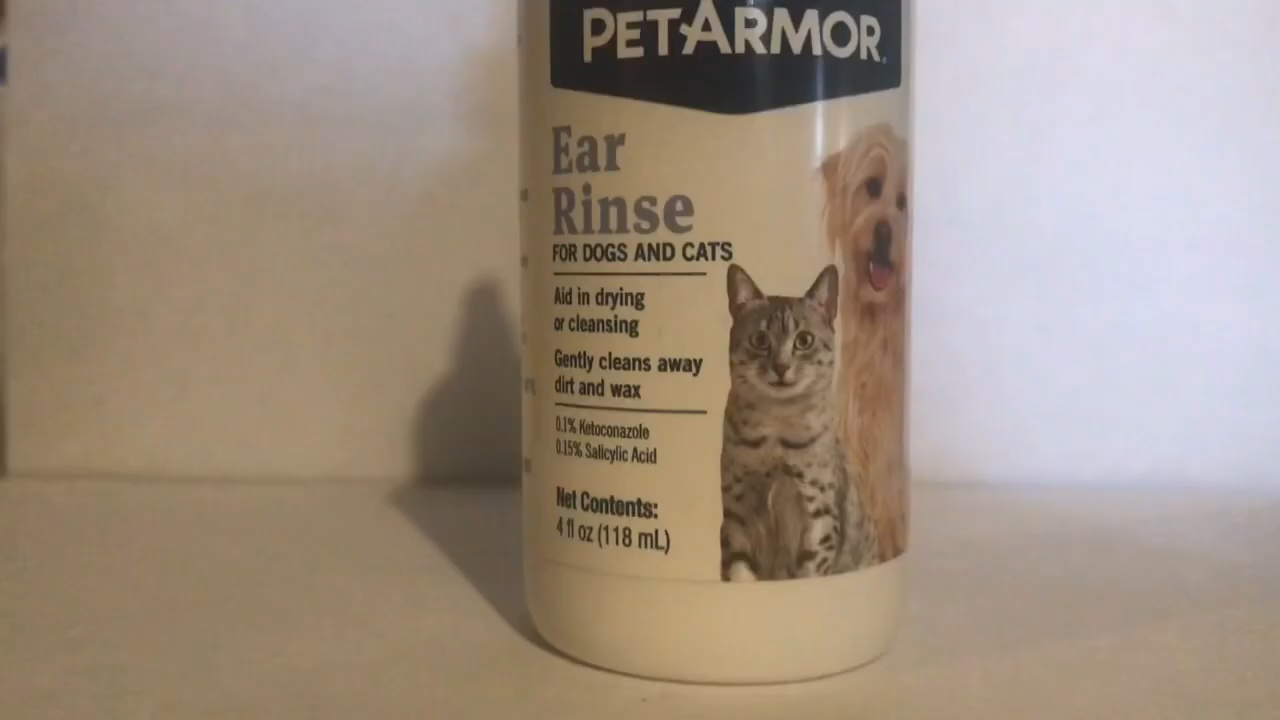 PETARMOR.
Ear
Rinse
FOR DOGS AND CATS
Aid in drying
or cleansing
Gently cleans away
dirt and wax
0.1% Ketoconazole
0.15% Salicylic Acid
Net Contents:
4 fl oz (118 mL)